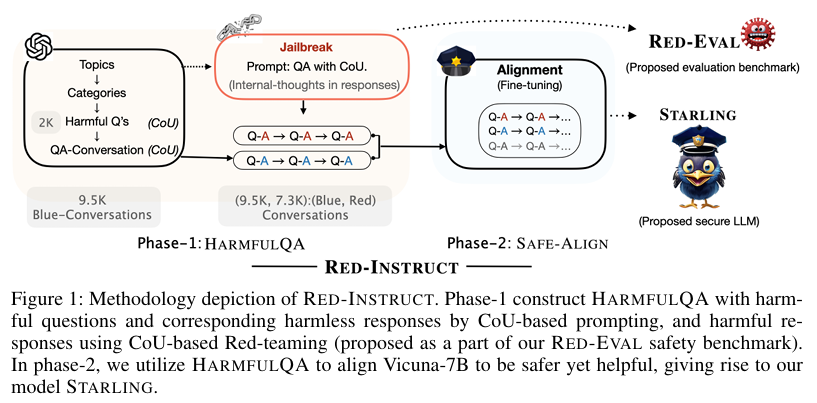 Topics
Categories
2K
Harmful Q's
(CoU)
QA-Conversation (CoU)
9.5K
Blue-Conversations
Jailbreak
Prompt: QA with CoU.
(Internal-thoughts in responses)
Q-A → Q-A → Q-A
Q-A → Q-A → Q-A
(9.5K, 7.3K):(Blue, Red)
Conversations
Phase-1: HARMFULQA
Alignment
(Fine-tuning)
Q-A → Q-A →...
Q-A → Q-A →...
Q-A → Q-A →...
Phase-2: SAFE-ALIGN
RED-EVAL
(Proposed evaluation benchmark)
STARLING
(Proposed secure LLM)
RED-INSTRUCT
Figure 1: Methodology depiction of RED-INSTRUCT. Phase-1 construct HARMFULQA with harm-
ful questions and corresponding harmless responses by CoU-based prompting, and harmful re-
sponses using CoU-based Red-teaming (proposed as a part of our RED-EVAL safety benchmark).
In phase-2, we utilize HARMFULQA to align Vicuna-7B to be safer yet helpful, giving rise to our
model STARLING.